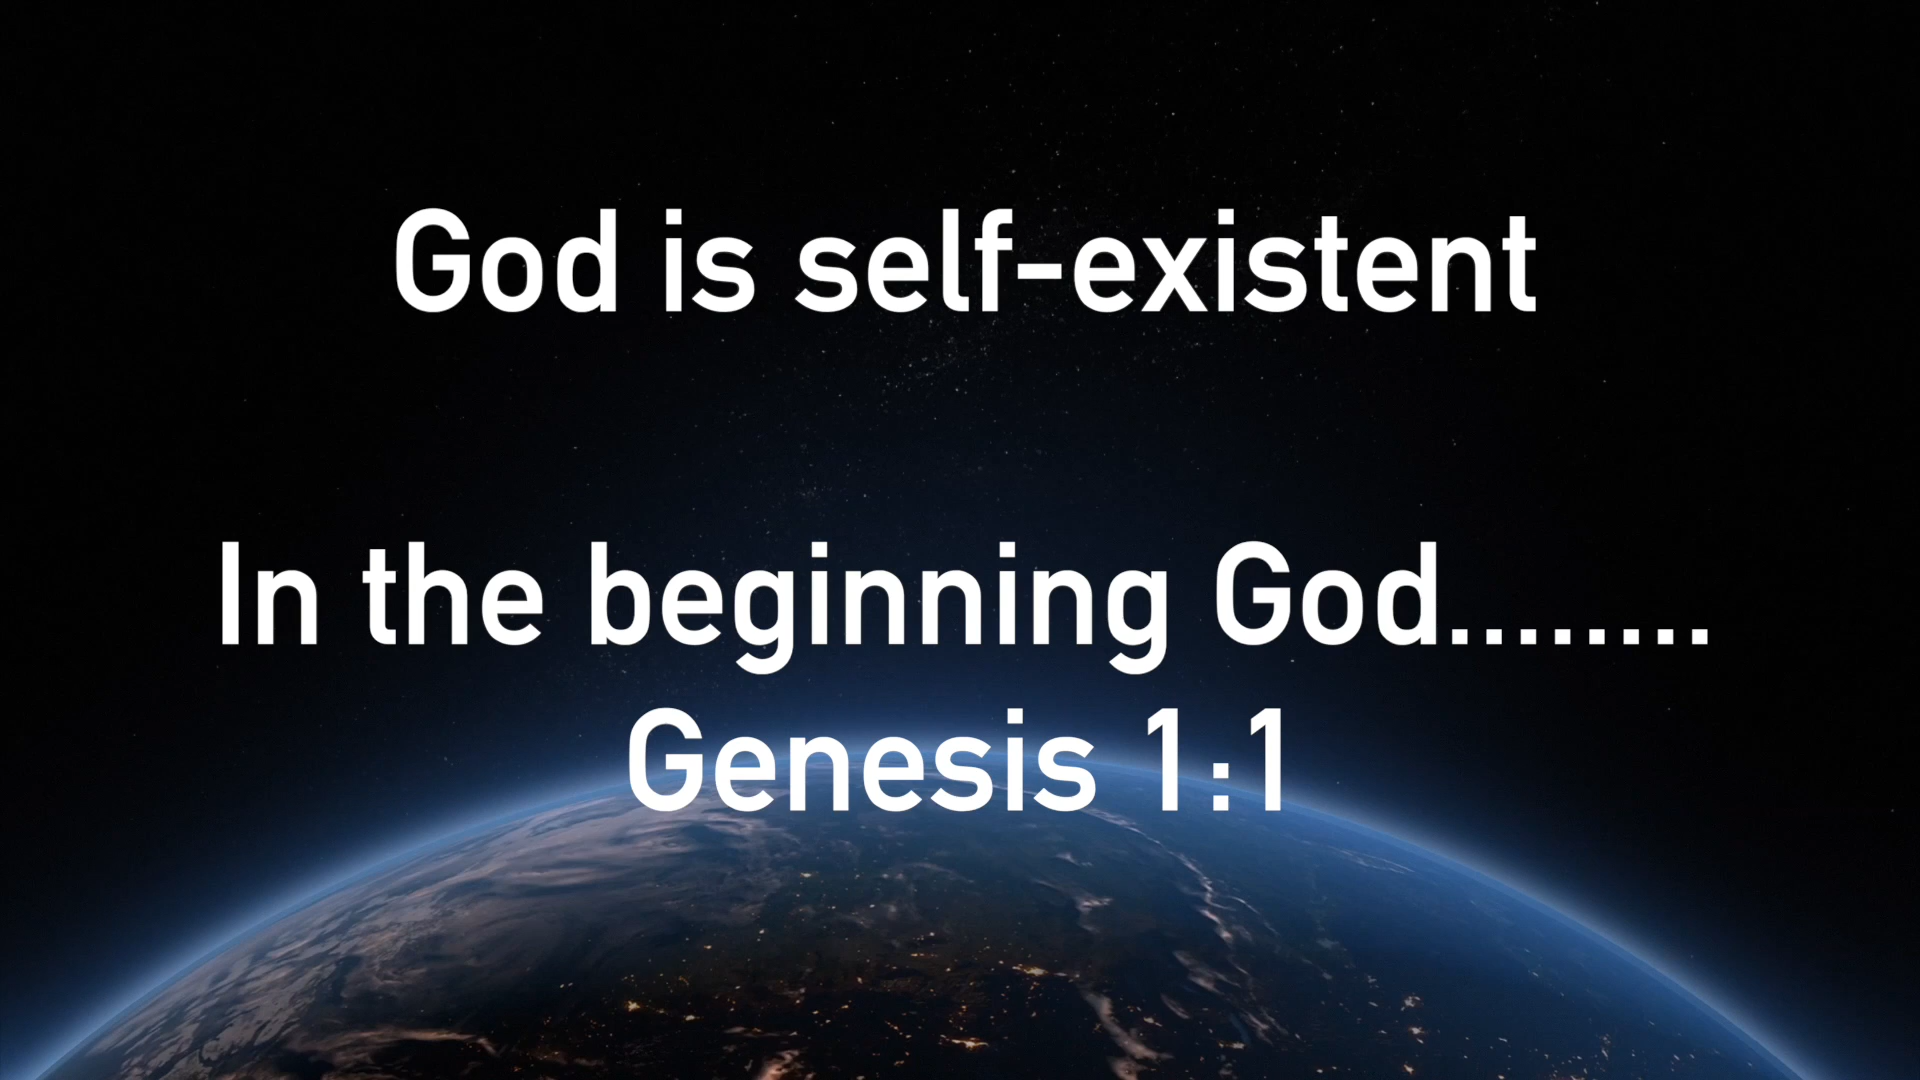 God is self-existent
In the beginning God........
Genesis 1:1